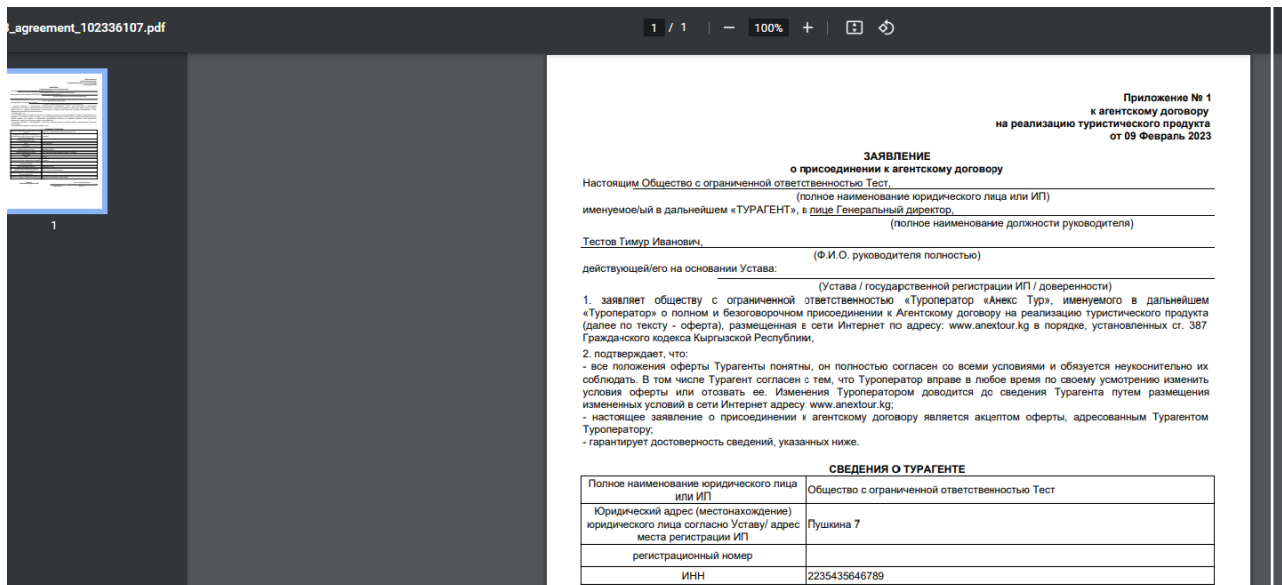 _agreement_102336107.pdf
1 / 1
100%
1
Приложение № 1
к агентскому договору
на реализацию туристического продукта
от 09 Февраль 2023
ЗАЯВЛЕНИЕ
о присоединении к агентскому договору
Настоящим Общество с ограниченной ответственностью Тест,
(полное наименование юридического лица или ИП)
именуемое/ый в дальнейшем «ТУРАГЕНТ», в лице Генеральный директор,
(полное наименование должности руководителя)
Тестов Тимур Иванович,
(Ф.И.О. руководителя полностью)
действующей/его на основании Устава:
(Устава / государственной регистрации ИП / доверенности)
1. заявляет обществу с ограниченной ответственностью «Туроператор «Анекс Тур», именуемого в дальнейшем
«Туроператор» о полном и безоговорочном присоединении к Агентскому договору на реализацию туристического продукта
(далее по тексту - оферта), размещенная в сети Интернет по адресу: www.anextour.kg в порядке, установленных ст. 387
Гражданского кодекса Кыргызской Республики,
2. подтверждает, что:
- все положения оферты Турагенты понятны, он полностью согласен со всеми условиями и обязуется неукоснительно их
соблюдать. В том числе Турагент согласен с тем, что Туроператор вправе в любое время по своему усмотрению изменить
условия оферты или отозвать ее. Изменения Туроператором доводится до сведения Турагента путем размещения
измененных условий в сети Интернет адресу: www.anextour.kg;
- настоящее заявление о присоединении к агентскому договору является акцептом оферты, адресованным Турагентом
Туроператору;
- гарантирует достоверность сведений, указанных ниже.
СВЕДЕНИЯ О ТУРАГЕНТЕ
Полное наименование юридического лица
или ИП
Общество с ограниченной ответственностью Тест
Юридический адрес (местонахождение)
юридического лица согласно Уставу/ адрес
места регистрации ИП
Пушкина 7
регистрационный номер
ИНН
2235435646789